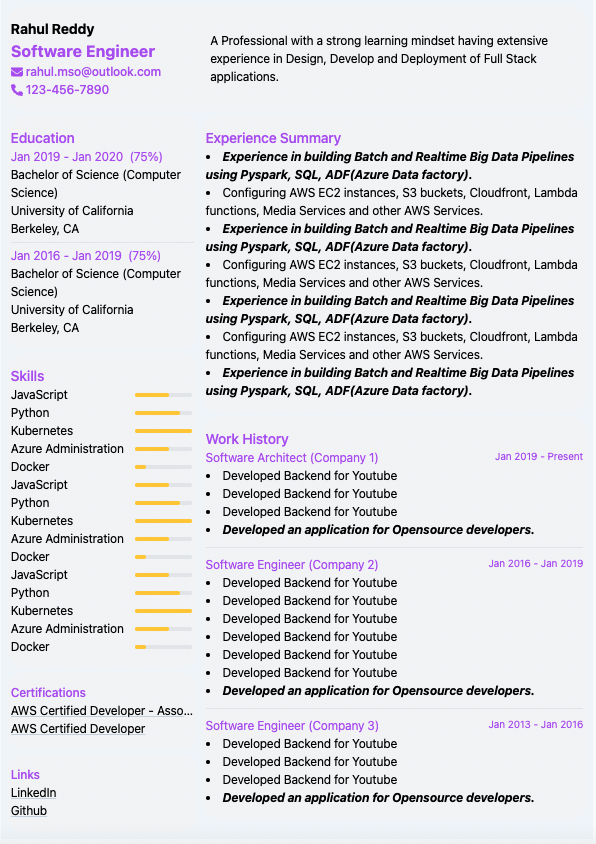 Rahul Reddy
Software Engineer
rahul.mso@outlook.com
123-456-7890
A Professional with a strong learning mindset having extensive
experience in Design, Develop and Deployment of Full Stack
applications.
Education
Jan 2019 - Jan 2020 (75%)
Bachelor of Science (Computer
Science)
University of California
Berkeley, CA
Jan 2016 - Jan 2019 (75%)
Bachelor of Science (Computer
Science)
University of California
Berkeley, CA
Skills
JavaScript
Python
Kubernetes
Azure Administration
Docker
JavaScript
Python
Kubernetes
Azure Administration
Docker
JavaScript
Python
Kubernetes
Azure Administration
Docker
Certifications
AWS Certified Developer - Asso...
AWS Certified Developer
Links
LinkedIn
Github
Experience Summary
• Experience in building Batch and Realtime Big Data Pipelines
using Pyspark, SQL, ADF(Azure Data factory).
• Configuring AWS EC2 instances, S3 buckets, Cloudfront, Lambda
functions, Media Services and other AWS Services.
• Experience in building Batch and Realtime Big Data Pipelines
using Pyspark, SQL, ADF(Azure Data factory).
• Configuring AWS EC2 instances, S3 buckets, Cloudfront, Lambda
functions, Media Services and other AWS Services.
• Experience in building Batch and Realtime Big Data Pipelines
using Pyspark, SQL, ADF(Azure Data factory).
• Configuring AWS EC2 instances, S3 buckets, Cloudfront, Lambda
functions, Media Services and other AWS Services.
• Experience in building Batch and Realtime Big Data Pipelines
using Pyspark, SQL, ADF(Azure Data factory).
Work History
Software Architect (Company 1) Jan 2019 - Present
• Developed Backend for Youtube
• Developed Backend for Youtube
• Developed Backend for Youtube
• Developed an application for Opensource developers.
Software Engineer (Company 2) Jan 2016 - Jan 2019
• Developed Backend for Youtube
• Developed Backend for Youtube
• Developed Backend for Youtube
• Developed Backend for Youtube
• Developed Backend for Youtube
• Developed Backend for Youtube
• Developed an application for Opensource developers.
Software Engineer (Company 3) Jan 2013 - Jan 2016
• Developed Backend for Youtube
• Developed Backend for Youtube
• Developed Backend for Youtube
• Developed an application for Opensource developers.